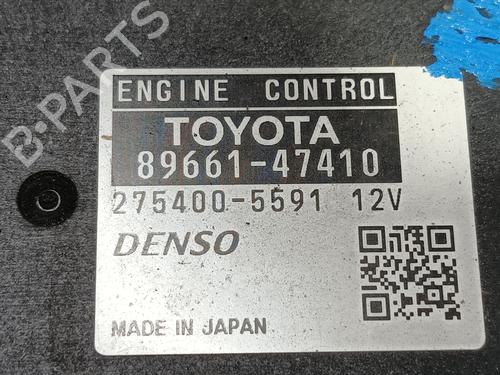 B-PARTS
ENGINE CONTROL
TOYOTA
89661-47410
275400-5591 12V
DENSO
MADE IN JAPAN